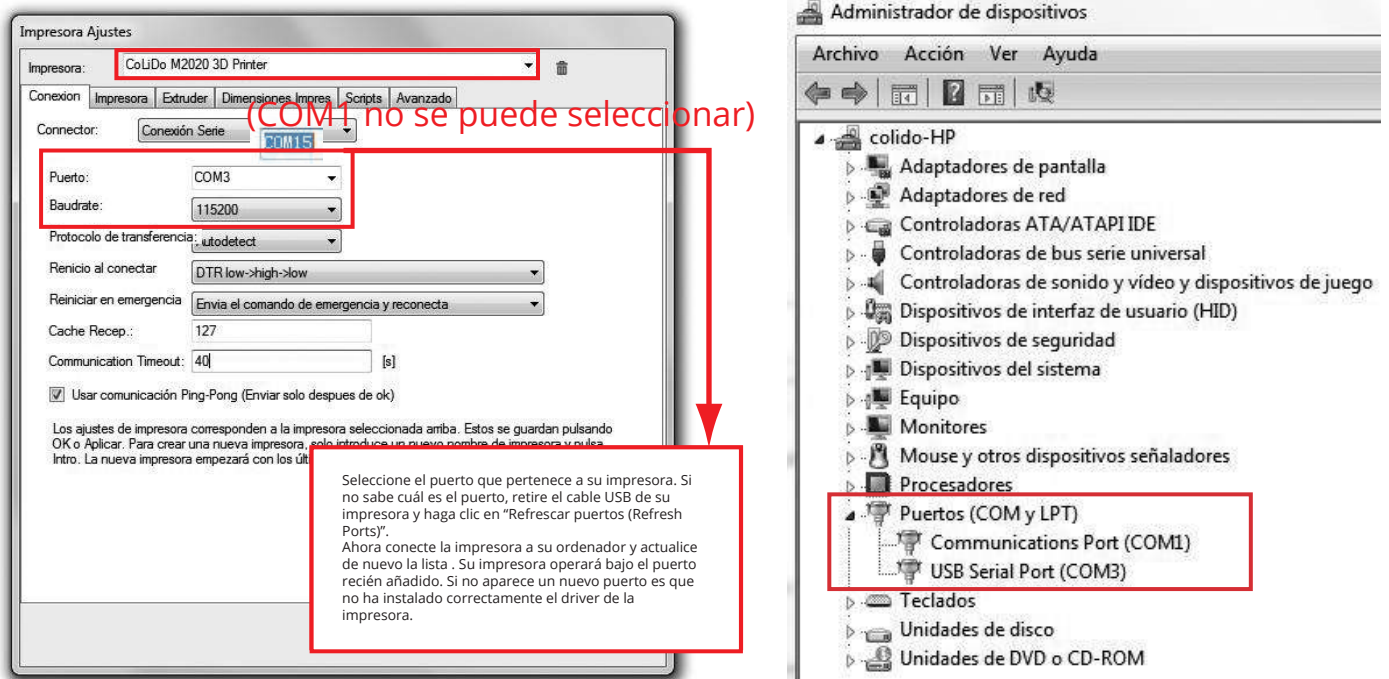 Impresora Ajustes
Impresora: CoLiDo M2020 3D Printer
Conexion Impresora Extruder Dimensiones Impres Scripts Avanzado
(COM1 no se puede seleccionar)
Connector: Conexión Serie
COM15
Puerto: COM3
Baudrate: 115200
Protocolo de transferencia: Autodetect
Renicio al conectar DTR low->high->low
Reiniciar en emergencia Envia el comando de emergencia y reconecta
Cache Recep.: 127
Communication Timeout: 40 [s]
Usar comunicación Ping-Pong (Enviar solo despues de ok)
Los ajustes de impresora corresponden a la impresora seleccionada arriba. Estos se guardan pulsando
OK o Aplicar. Para crear una nueva impresora, solo introduce un nuevo nombre de impresora y pulsa
Intro. La nueva impresora empezará con los
Seleccione el puerto que pertenece a su impresora. Si
no sabe cuál es el puerto, retire el cable USB de su
impresora y haga clic en “Refrescar puertos (Refresh
Ports)”.
Ahora conecte la impresora a su ordenador y actualice
de nuevo la lista . Su impresora operará bajo el puerto
recién añadido. Si no aparece un nuevo puerto es que
no ha instalado correctamente el driver de la
impresora.
Administrador de dispositivos
Archivo Acción Ver Ayuda
colido-HP
Adaptadores de pantalla
Adaptadores de red
Controladoras ATA/ATAPI IDE
Controladoras de bus serie universal
Controladoras de sonido y vídeo y dispositivos de juego
Dispositivos de interfaz de usuario (HID)
Dispositivos de seguridad
Dispositivos del sistema
Equipo
Monitores
Mouse y otros dispositivos señaladores
Procesadores
Puertos (COM y LPT)
Communications Port (COM1)
USB Serial Port (COM3)
Teclados
Unidades de disco
Unidades de DVD o CD-ROM